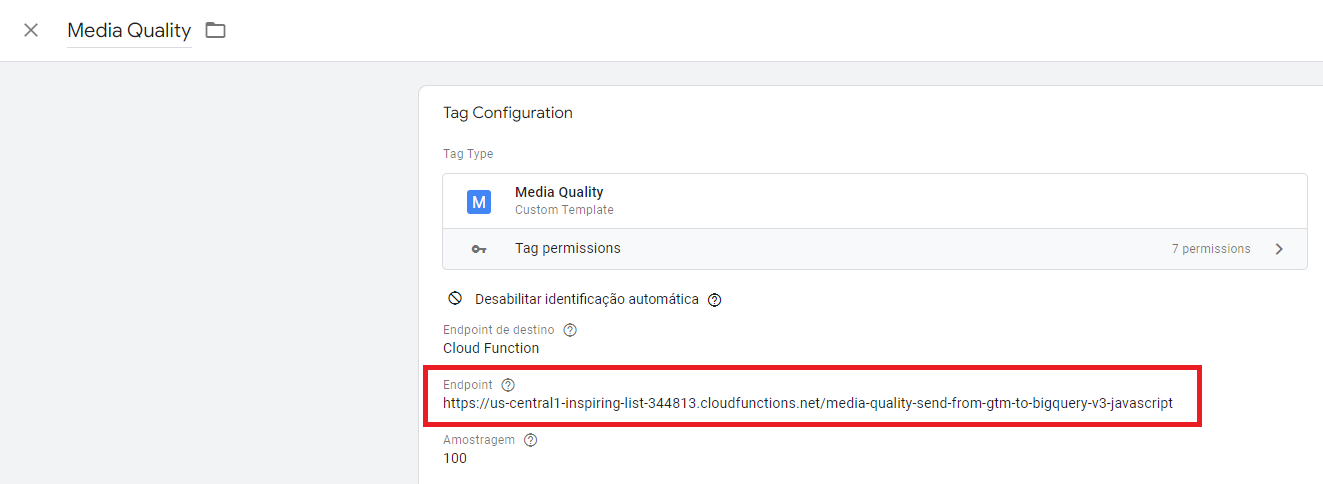 Media Quality
Tag Configuration
Tag Type
M
Media Quality
Custom Template
Tag permissions
7 permissions
Desabilitar identificação automática
Endpoint de destino
Cloud Function
Endpoint
https://us-central1-inspiring-list-344813.cloudfunctions.net/media-quality-send-from-gtm-to-bigquery-v3-javascript
Amostragem
100